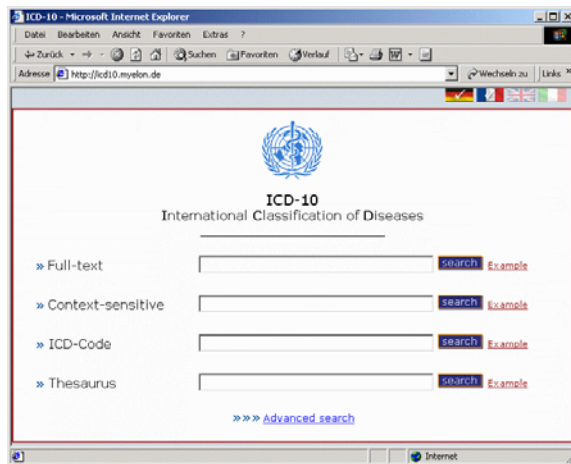 ICD-10 - Microsoft Internet Explorer
Datei Bearbeiten Ansicht Favoriten Extras ?
Zurück Suchen Favoriten Verlauf
Adresse http://icd10.myelon.de Wechseln zu Links »
ICD-10
International Classification of Diseases
» Full-text search Example
» Context-sensitive search Example
» ICD-Code search Example
» Thesaurus search Example
»»» Advanced search
Internet